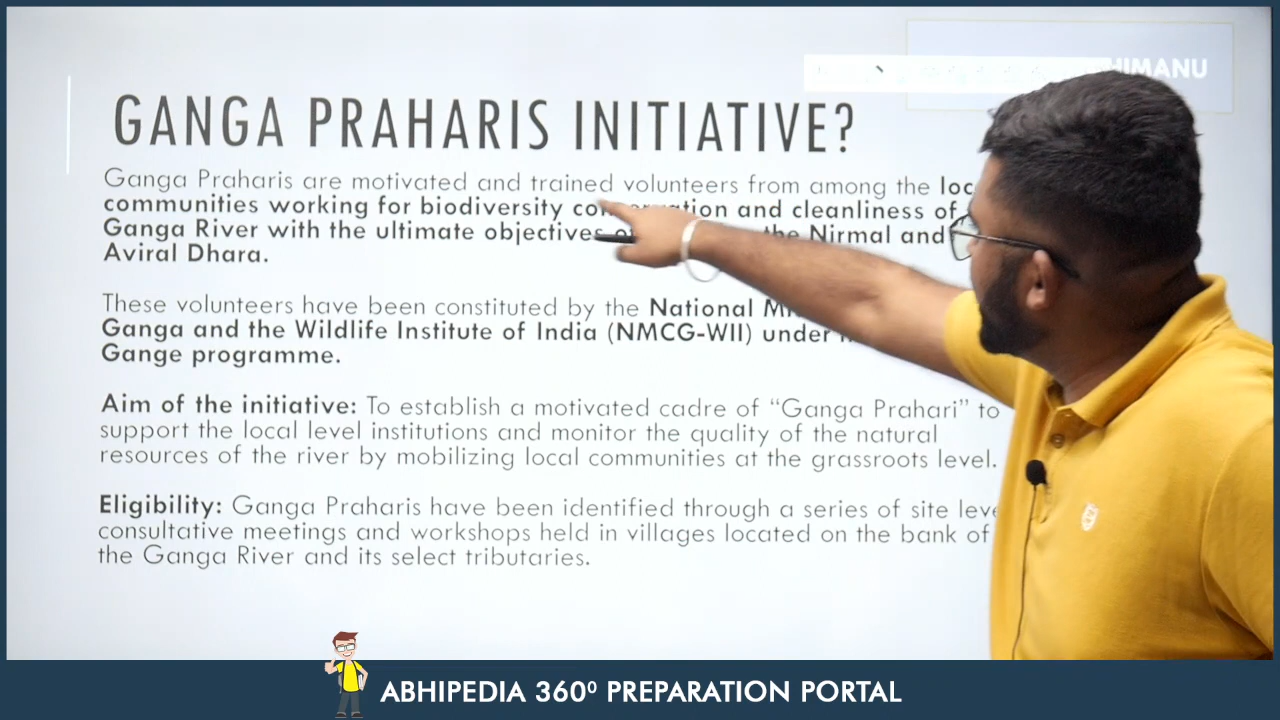 HIMANU
GANGA PRAHARIS INITIATIVE?
Ganga Praharis are motivated and trained volunteers from among the
communities working for biodiversity and cleanliness of
Ganga River with the ultimate objectives the Nirmal and
Aviral Dhara.
These volunteers have been constituted by the National
Ganga and the Wildlife Institute of India (NMCG-WII) under
Gange programme.
Aim of the initiative: To establish a motivated cadre of “Ganga Prahari” to
support the local level institutions and monitor the quality of the natural
resources of the river by mobilizing local communities at the grassroots level.
Eligibility: Ganga Praharis have been identified through a series of site
consultative meetings and workshops held in villages located on the bank of
the Ganga River and its select tributaries.
ABHIPEDIA 360⁰ PREPARATION PORTAL